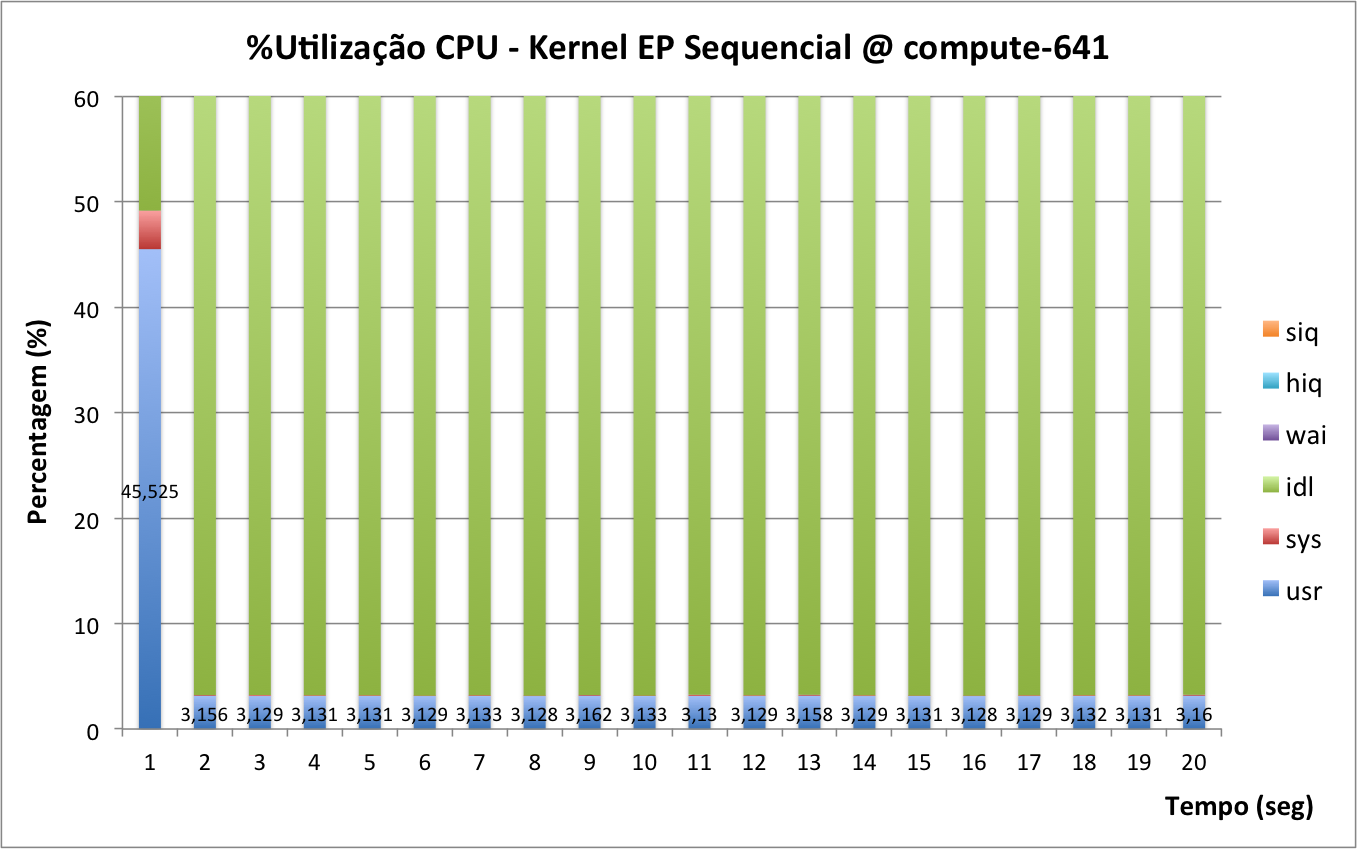 %Utilização CPU - Kernel EP Sequencial @ compute-641
Percentagem (%)
60
50
40
30
20
10
0
45,525
3,156 3,129 3,131 3,131 3,129 3,133 3,128 3,162 3,133 3,13 3,129 3,158 3,129 3,131 3,128 3,129 3,132 3,131 3,16
1 2 3 4 5 6 7 8 9 10 11 12 13 14 15 16 17 18 19 20
Tempo (seg)
siq
hiq
wai
idl
sys
usr